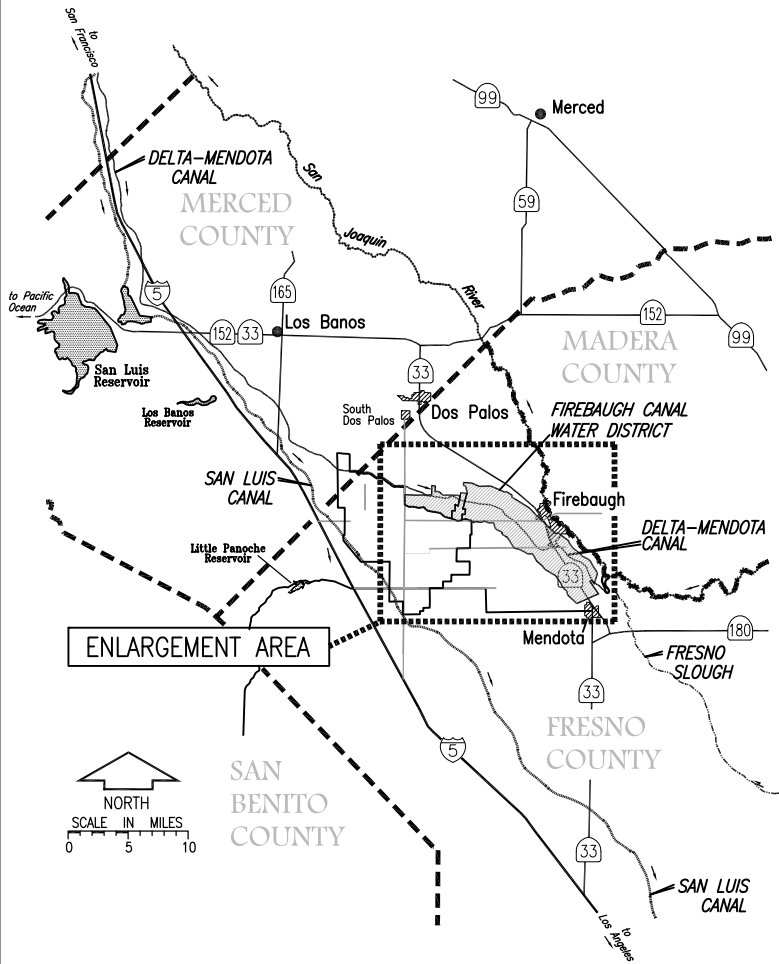 to
San Francisco
99
Merced
DELTA-MENDOTA
CANAL
San
MERCED
COUNTY
59
Joaquin
5
165
River
to Pacific
Ocean
152
33
Los Banos
152
99
MADERA
COUNTY
San Luis
Reservoir
33
Los Banos
Reservoir
South
Dos Palos
Dos Palos
FIREBAUGH CANAL
WATER DISTRICT
SAN LUIS
CANAL
Firebaugh
DELTA-MENDOTA
CANAL
Little Panoche
Reservoir
33
ENLARGEMENT AREA
Mendota
180
FRESNO
SLOUGH
33
FRESNO
COUNTY
5
SAN
BENITO
COUNTY
NORTH
SCALE IN MILES
0 5 10
33
SAN LUIS
CANAL
to
Los Angeles